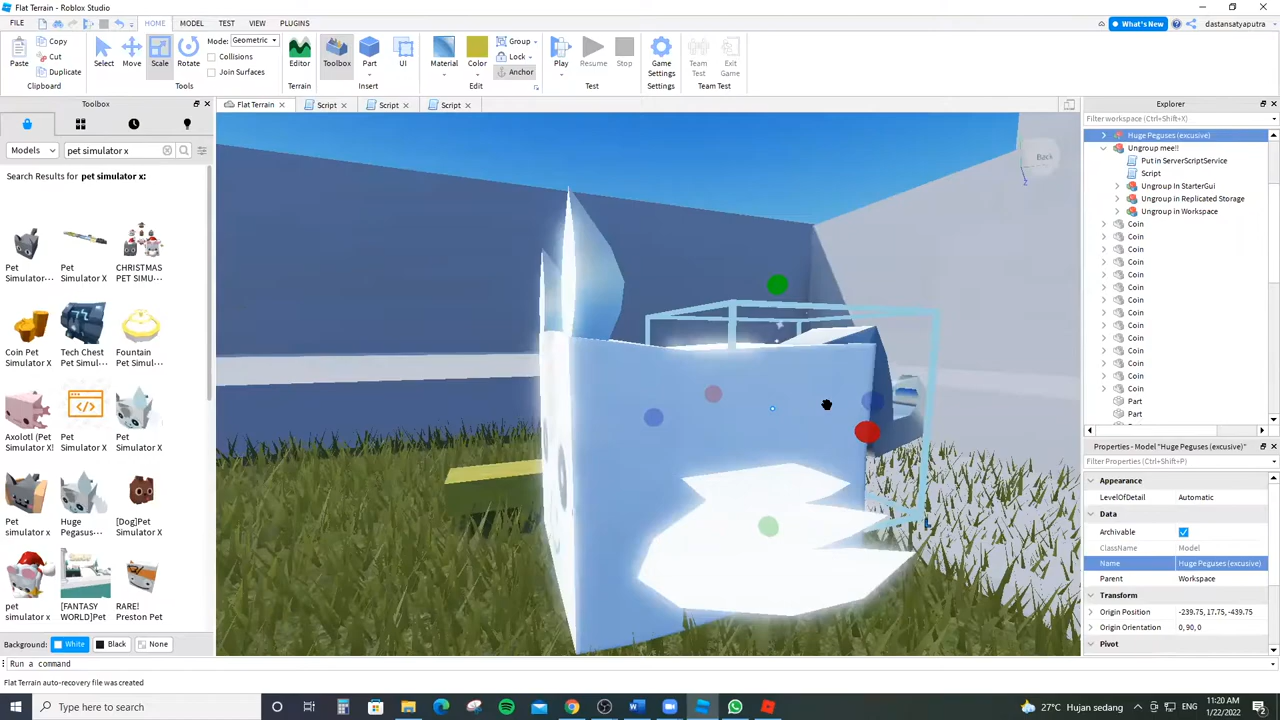 Flat Terrain - Roblox Studio
FILE HOME MODEL TEST VIEW PLUGINS What's New dastansatyaputra
Paste Copy Cut Duplicate Select Move Scale Rotate Mode: Geometric Collisions Join Surfaces Editor Toolbox Part UI Material Color Group Lock Anchor Play Resume Stop Game Settings Team Test Exit Game
Clipboard Tools Terrain Insert Edit Test Settings Team Test
Toolbox
Flat Terrain Script Script Script
Models pet simulator x
Search Results for pet simulator x:
Pet Simulator··· Pet Simulator X CHRISTMAS PET SIMU···
Coin Pet Simulator X Tech Chest Pet Simul··· Fountain Pet Simul···
Axolotl (Pet Simulator X! Pet Simulator X Pet Simulator X
Pet simulator x Huge Pegasus··· [Dog]Pet Simulator X
pet simulator x [FANTASY WORLD]Pet RARE! Preston Pet
Background: White Black None
Back
Explorer
Filter workspace (Ctrl+Shift+X)
Huge Peguses (excusive)
Ungroup mee!!
Put in ServerScriptService
Script
Ungroup In StarterGui
Ungroup in Replicated Storage
Ungroup in Workspace
Coin
Coin
Coin
Coin
Coin
Coin
Coin
Coin
Coin
Coin
Coin
Coin
Coin
Coin
Part
Part
Properties - Model "Huge Peguses (excusive)"
Filter Properties (Ctrl+Shift+P)
Appearance
LevelOfDetail Automatic
Data
Archivable
ClassName Model
Name Huge Peguses (excusive)
Parent Workspace
Transform
Origin Position -239.75, 17.75, -439.75
Origin Orientation 0, 90, 0
Pivot
Run a command
Flat Terrain auto-recovery file was created
Type here to search
27°C Hujan sedang
11:20 AM
1/22/2022